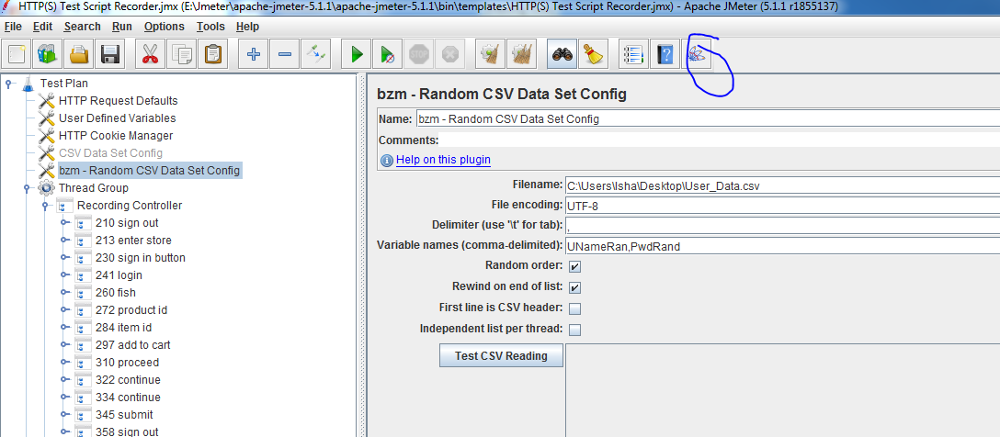 HTTP(S) Test Script Recorder.jmx (E:\Jmeter\apache-jmeter-5.1.1\apache-jmeter-5.1.1\bin\templates\HTTP(S) Test Script Recorder.jmx) - Apache JMeter (5.1.1 r1855137)
File Edit Search Run Options Tools Help
Test Plan
HTTP Request Defaults
User Defined Variables
HTTP Cookie Manager
CSV Data Set Config
bzm - Random CSV Data Set Config
Thread Group
Recording Controller
210 sign out
213 enter store
230 sign in button
241 login
260 fish
272 product id
284 item id
297 add to cart
310 proceed
322 continue
334 continue
345 submit
358 sign out
bzm - Random CSV Data Set Config
Name: bzm - Random CSV Data Set Config
Comments:
Help on this plugin
Filename: C:\Users\Isha\Desktop\User_Data.csv
File encoding: UTF-8
Delimiter (use '\t' for tab): ,
Variable names (comma-delimited): UNameRan,PwdRand
Random order:
Rewind on end of list:
First line is CSV header:
Independent list per thread:
Test CSV Reading